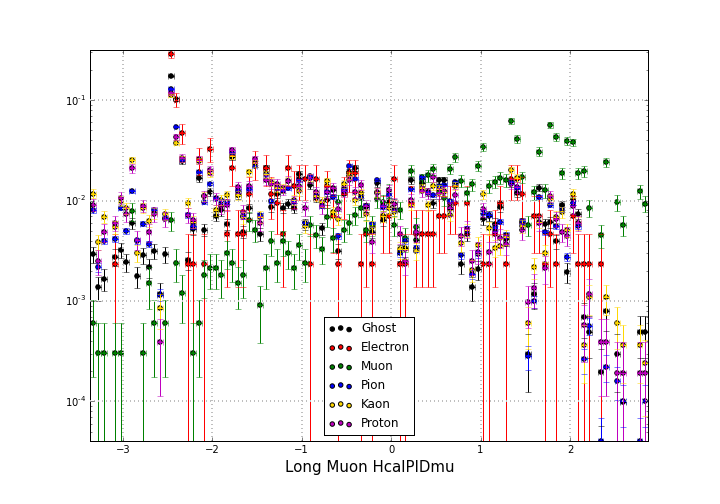 10⁻¹
10⁻²
10⁻³
10⁻⁴
Ghost
Electron
Muon
Pion
Kaon
Proton
−3 −2 −1 0 1 2
Long Muon HcalPIDmu